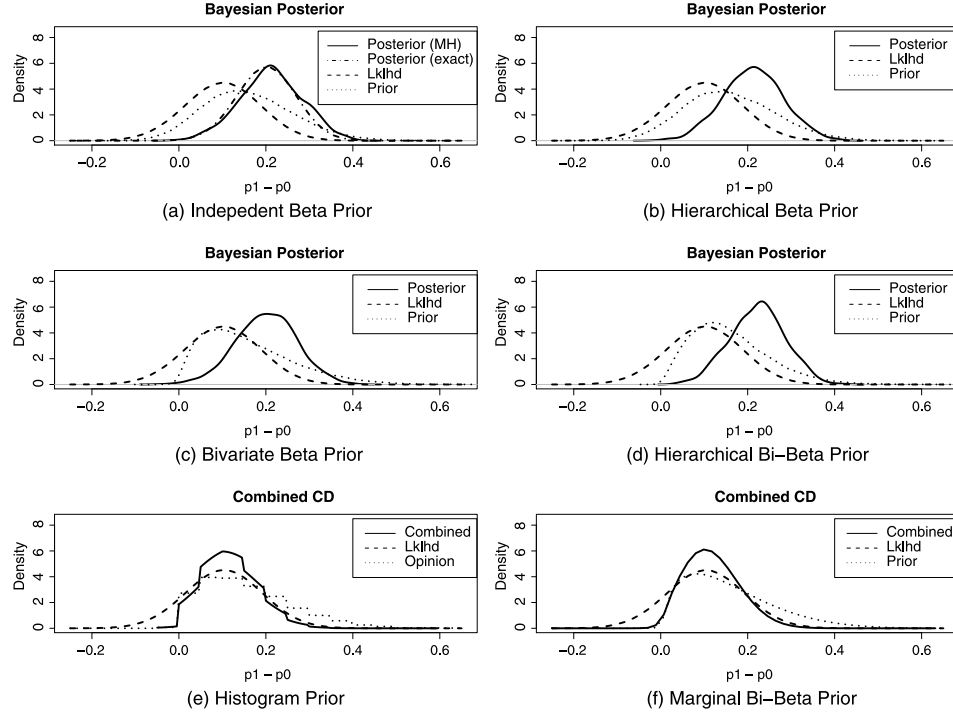 Bayesian Posterior
Density
8
6
4
2
0
Posterior (MH)
Posterior (exact)
Lklhd
Prior
−0.2 0.0 0.2 0.4 0.6
p1 − p0
(a) Indepedent Beta Prior
Bayesian Posterior
Density
8
6
4
2
0
Posterior
Lklhd
Prior
−0.2 0.0 0.2 0.4 0.6
p1 − p0
(b) Hierarchical Beta Prior
Bayesian Posterior
Density
8
6
4
2
0
Posterior
Lklhd
Prior
−0.2 0.0 0.2 0.4 0.6
p1 − p0
(c) Bivariate Beta Prior
Bayesian Posterior
Density
8
6
4
2
0
Posterior
Lklhd
Prior
−0.2 0.0 0.2 0.4 0.6
p1 − p0
(d) Hierarchical Bi−Beta Prior
Combined CD
Density
8
6
4
2
0
Combined
Lklhd
Opinion
−0.2 0.0 0.2 0.4 0.6
p1 − p0
(e) Histogram Prior
Combined CD
Density
8
6
4
2
0
Combined
Lklhd
Prior
−0.2 0.0 0.2 0.4 0.6
p1 − p0
(f) Marginal Bi−Beta Prior